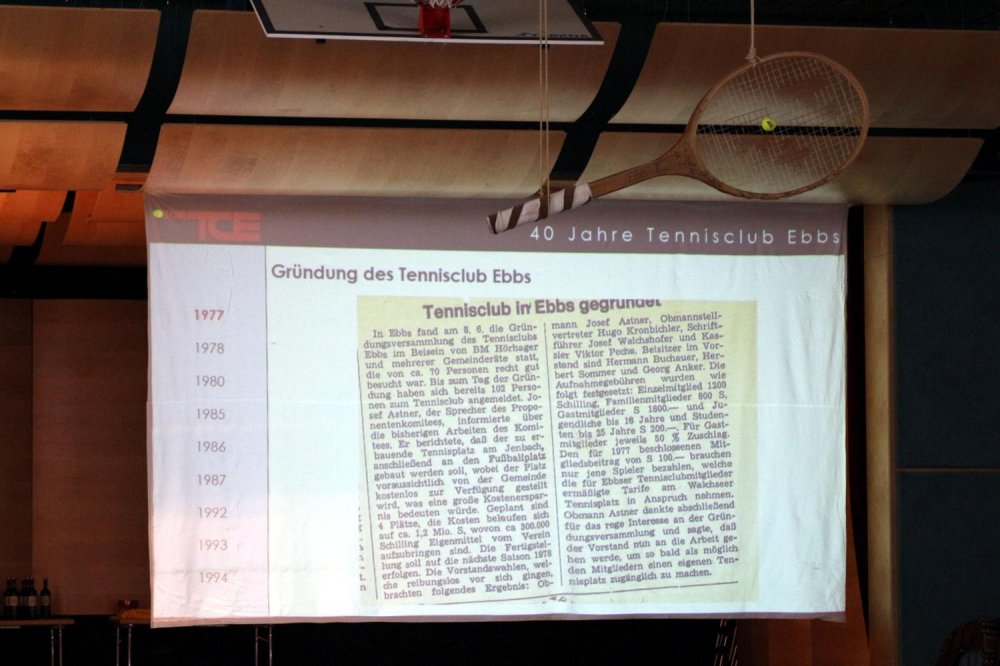 TCE
40 Jahre Tennisclub Ebbs
Gründung des Tennisclub Ebbs
1977
1978
1980
1985
1986
1987
1992
1993
1994
Tennisclub in Ebbs gegründet
In Ebbs fand am 8. 6. die Grün-
dungsversammlung des Tennisclubs
Ebbs im Beisein von BM Hörhager
und mehrerer Gemeinderäte statt,
die von ca. 70 Personen recht gut
besucht war. Bis zum Tag der Grün-
dung haben sich bereits 102 Perso-
nen zum Tennisclub angemeldet. Jo-
sef Astner, der Sprecher des Propo-
nentenkomitees, informierte über
die bisherigen Arbeiten des Komi-
tees. Er berichtete, daß der zu er-
bauende Tennisplatz am Jenbach,
anschließend an den Fußballplatz
gebaut werden soll, wobei der Platz
voraussichtlich von der Gemeinde
kostenlos zur Verfügung gestellt
wird, was eine große Kostenerspar-
nis bedeuten würde. Geplant sind
4 Plätze, die Kosten belaufen sich
auf ca. 1,2 Mio. S, wovon ca 300.000
Schilling Eigenmittel vom Verein
aufzubringen sind. Die Fertigstel-
lung soll auf die nächste Saison 1978
erfolgen. Die Vorstandswahlen, wel-
che reibungslos vor sich gingen,
brachten folgendes Ergebnis: Ob-
mann Josef Astner, Obmannstell-
vertreter Hugo Kronbichler, Schrift-
führer Josef Walchshofer und Kas-
sier Viktor Pocha. Beisitzer im Vor-
stand sind Hermann Buchauer, Her-
bert Sommer und Georg Anker. Die
Aufnahmegebühren wurden wie
folgt festgesetzt: Einzelmitglied 1200
Schilling, Familienmitglieder 800 S,
Gastmitglieder S 1800.— und Ju-
gendliche bis 18 Jahre und Studen-
ten bis 25 Jahre S 200.—. Für Gast-
mitglieder jeweils 50 % Zuschlag.
Den für 1977 beschlossenen Mit-
gliedsbeitrag von S 100.— brauchen
nur jene Spieler bezahlen, welche
die für Ebbser Tennisclubmitglieder
ermäßigte Tarife am Walchseer
Tennisplatz in Anspruch nehmen.
Obmann Astner dankte abschließend
für das rege Interesse an der Grün-
dungsversammlung und sagte, daß
der Vorstand nun an die Arbeit ge-
hen werde, um so bald als möglich
den Mitgliedern einen eigenen Ten-
nisplatz zugänglich zu machen.